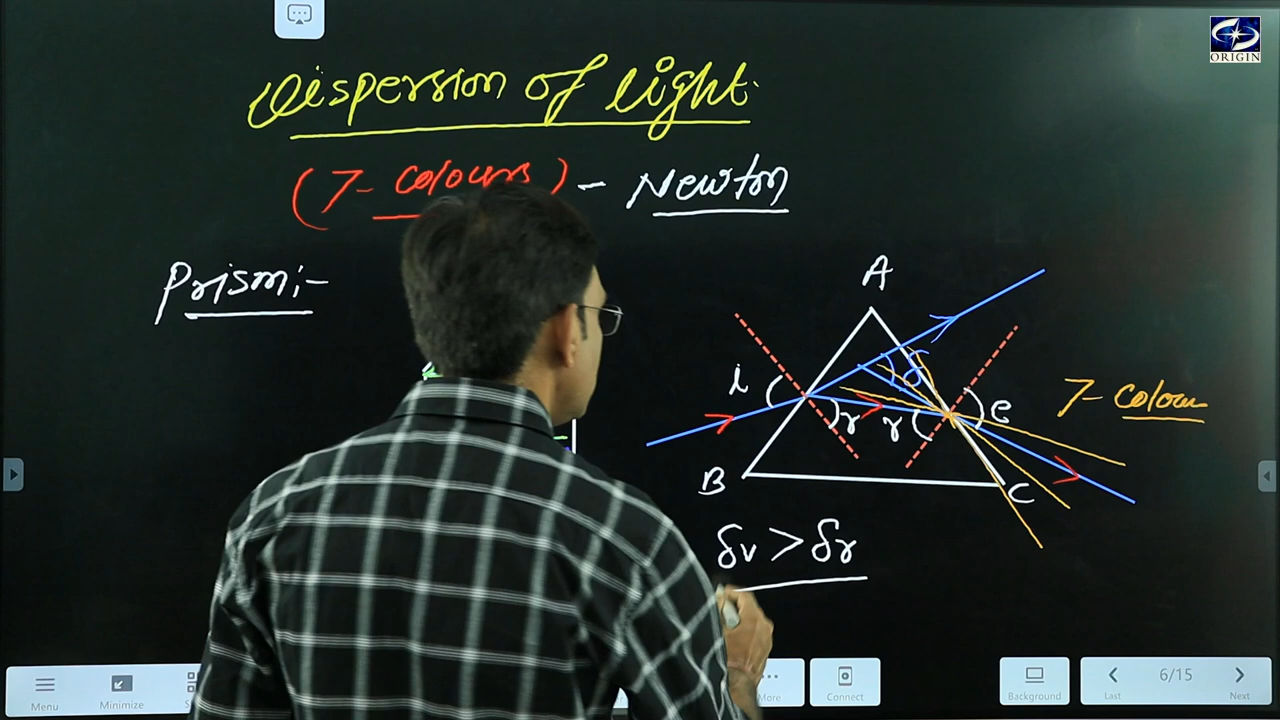 ORIGIN
Dispersion of light.
(7- colours) - Newton
Prism:-
A
i
δ
r
r
e
7- colour
B
C
δv > δr
Menu
Minimize
More
Connect
Background
Last
6/15
Next